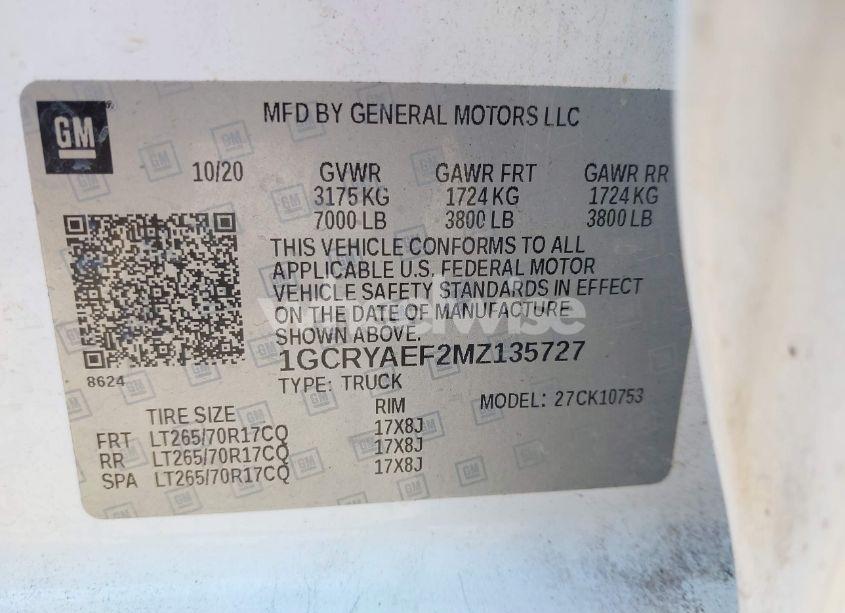 GM
MFD BY GENERAL MOTORS LLC
10/20 GVWR GAWR FRT GAWR RR
3175 KG 1724 KG 1724 KG
7000 LB 3800 LB 3800 LB
THIS VEHICLE CONFORMS TO ALL
APPLICABLE U.S. FEDERAL MOTOR
VEHICLE SAFETY STANDARDS IN EFFECT
ON THE DATE OF MANUFACTURE
SHOWN ABOVE.
1GCRYAEF2MZ135727
8624
TYPE: TRUCK
MODEL: 27CK10753
TIRE SIZE RIM
FRT LT265/70R17CQ 17X8J
RR LT265/70R17CQ 17X8J
SPA LT265/70R17CQ 17X8J